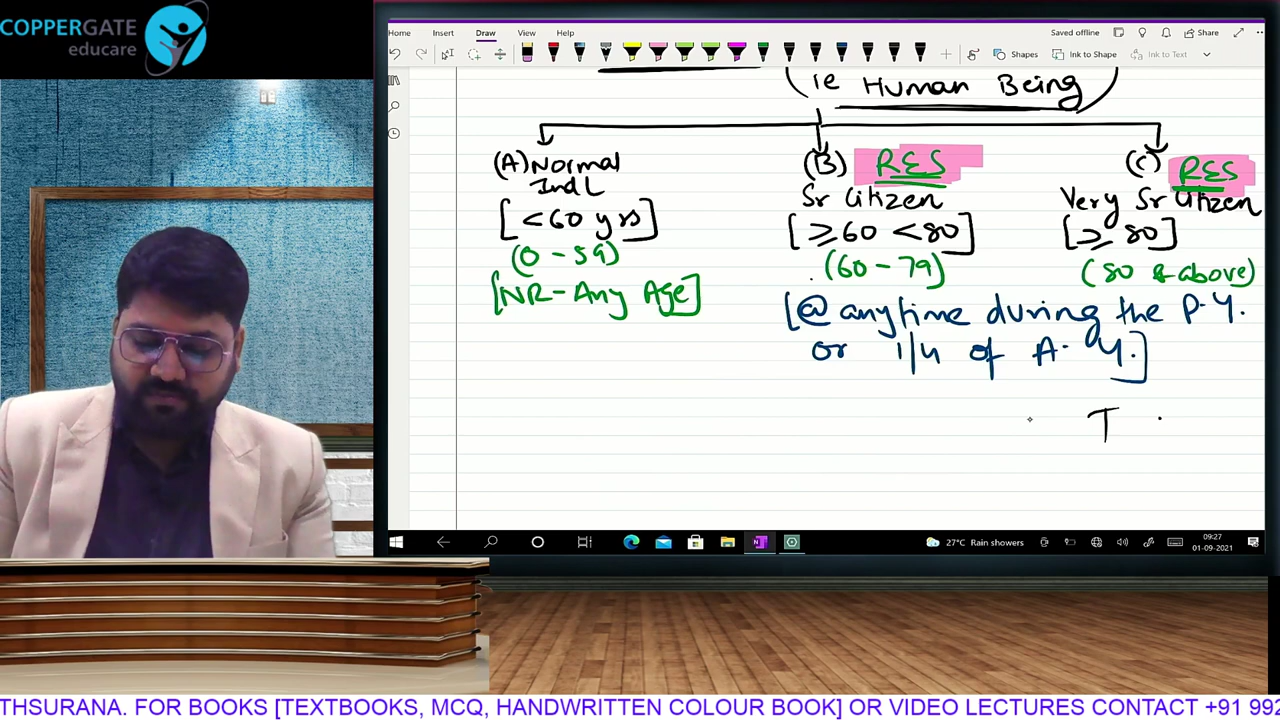 COPPERGATE
educare
Home Insert Draw View Help
Saved offline
Share
Shapes
Ink to Shape
Ink to Text
(ie Human Being)
(A) Normal
Indl
[<60 yrs]
(0 - 59)
[NR-Any Age]
(B) RES
Sr Citizen
[≥60 <80]
(60 - 79)
(C) RES
Very Sr Citizen
[≥ 80]
(80 & above)
[@ anytime during the P.Y.
or 1/4 of A.Y.]
T
27°C Rain showers
09:27
01-09-2021
THSURANA. FOR BOOKS [TEXTBOOKS, MCQ, HANDWRITTEN COLOUR BOOK] OR VIDEO LECTURES CONTACT +91 992